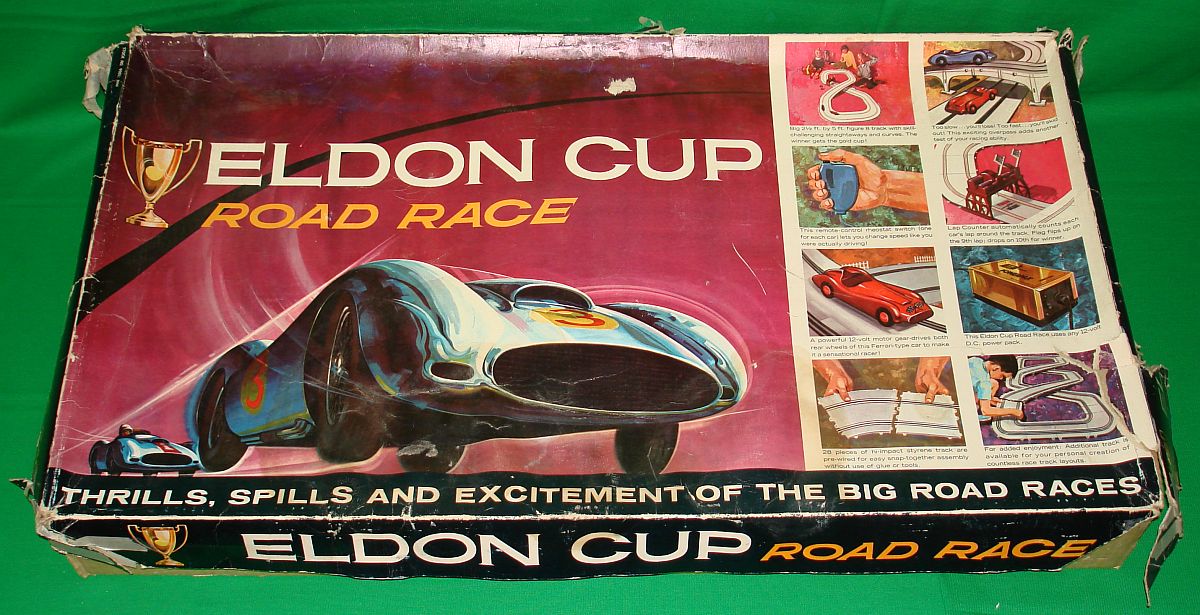 ELDON CUP
ROAD RACE
3
3
Big 2½ ft. by 5 ft. figure 8 track with skill-
challenging straightaways and curves. The
winner gets the gold cup!
Too slow...you'll lose! Too fast...you'll skid
out! This exciting overpass adds another
test of your racing ability.
This remote-control rheostat switch (one
for each car) lets you change speed like you
were actually driving!
Lap Counter automatically counts each
car's lap around the track. Flag flips up on
the 9th lap; drops on 10th for winner.
A powerful 12-volt motor gear-drives both
rear wheels of this Ferrari-type car to make
it a sensational racer!
This Eldon Cup Road Race uses any 12-volt
D.C. power pack.
28 pieces of hi-impact styrene track are
pre-wired for easy snap-together assembly
without use of glue or tools.
For added enjoyment: Additional track is
available for your personal creation of
countless race track layouts.
THRILLS, SPILLS AND EXCITEMENT OF THE BIG ROAD RACES
ELDON CUP ROAD RACE